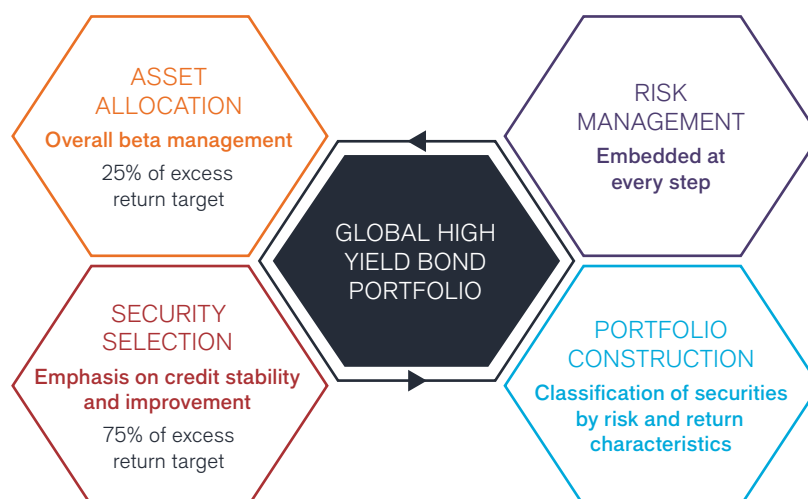 ASSET
ALLOCATION
Overall beta management
25% of excess
return target
RISK
MANAGEMENT
Embedded at
every step
GLOBAL HIGH
YIELD BOND
PORTFOLIO
SECURITY
SELECTION
Emphasis on credit stability
and improvement
75% of excess
return target
PORTFOLIO
CONSTRUCTION
Classification of securities
by risk and return
characteristics